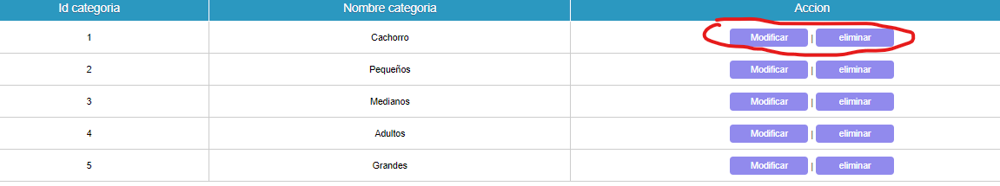 Id categoria Nombre categoria Accion
1 Cachorro Modificar | eliminar
2 Pequeños Modificar | eliminar
3 Medianos Modificar | eliminar
4 Adultos Modificar | eliminar
5 Grandes Modificar | eliminar